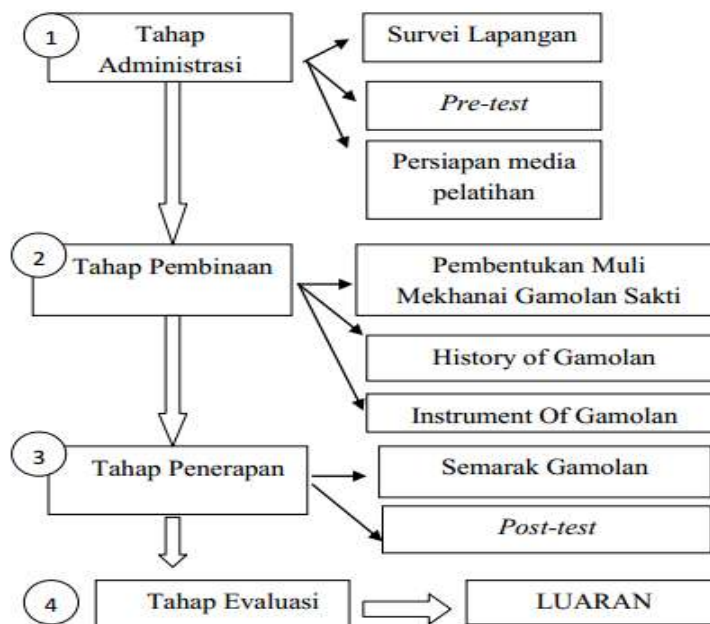 1
Tahap
Administrasi
Survei Lapangan
Pre-test
Persiapan media
pelatihan
2
Tahap Pembinaan
Pembentukan Muli
Mekhanai Gamolan Sakti
History of Gamolan
Instrument Of Gamolan
3
Tahap Penerapan
Semarak Gamolan
Post-test
4
Tahap Evaluasi
LUARAN